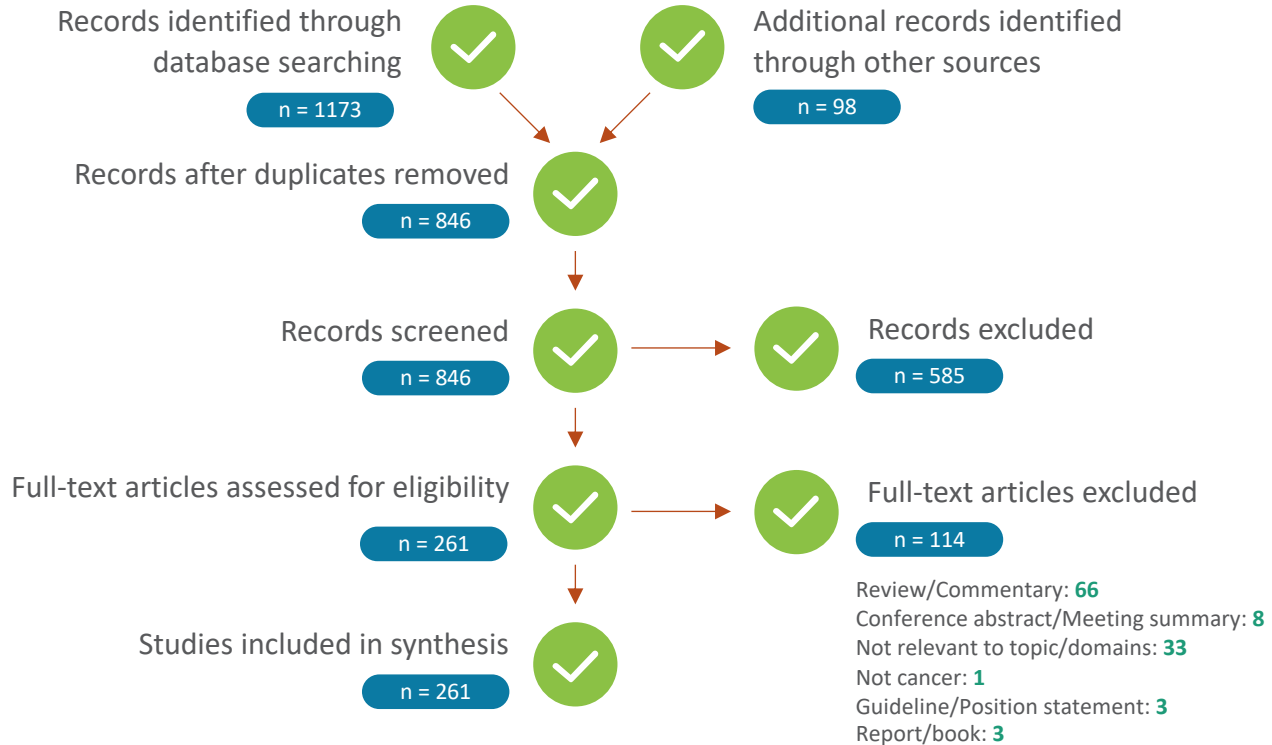 Records identified through
database searching
n = 1173
Additional records identified
through other sources
n = 98
Records after duplicates removed
n = 846
Records screened
n = 846
Records excluded
n = 585
Full-text articles assessed for eligibility
n = 261
Full-text articles excluded
n = 114
Review/Commentary: 66
Conference abstract/Meeting summary: 8
Not relevant to topic/domains: 33
Not cancer: 1
Guideline/Position statement: 3
Report/book: 3
Studies included in synthesis
n = 261